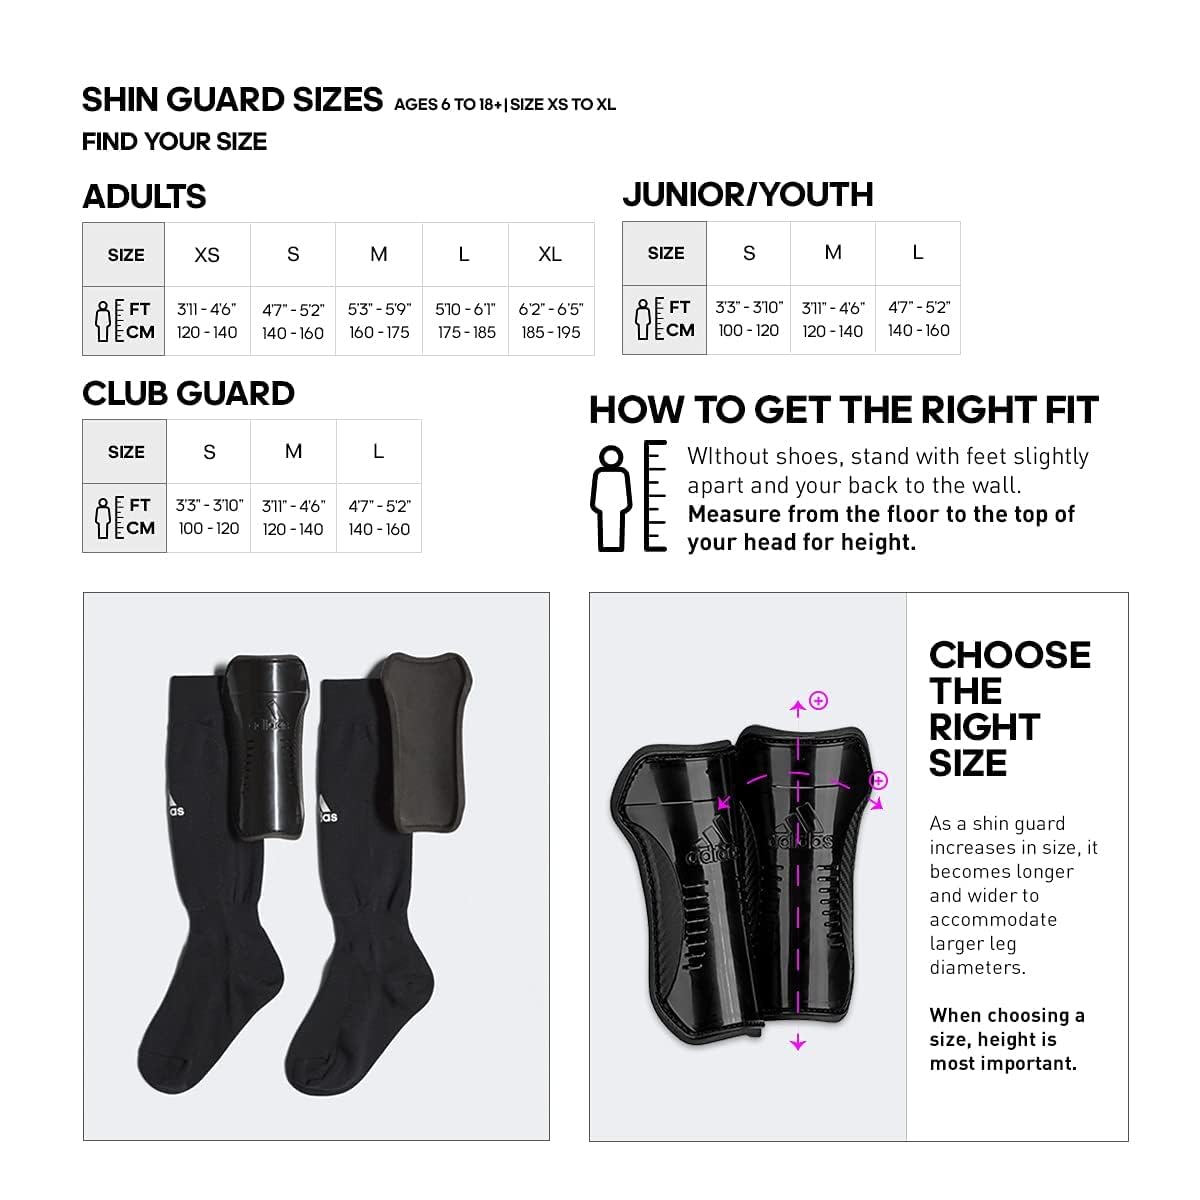 SHIN GUARD SIZES AGES 6 TO 18+|SIZE XS TO XL
FIND YOUR SIZE
ADULTS
SIZE XS S M L XL
FT 3'11 - 4'6" 4'7" - 5'2" 5'3" - 5'9" 5'10 - 6'1" 6'2" - 6'5"
CM 120 - 140 140 - 160 160 - 175 175 - 185 185 - 195
JUNIOR/YOUTH
SIZE S M L
FT 3'3" - 3'10" 3'11" - 4'6" 4'7" - 5'2"
CM 100 - 120 120 - 140 140 - 160
CLUB GUARD
SIZE S M L
FT 3'3" - 3'10" 3'11" - 4'6" 4'7" - 5'2"
CM 100 - 120 120 - 140 140 - 160
HOW TO GET THE RIGHT FIT
WIthout shoes, stand with feet slightly
apart and your back to the wall.
Measure from the floor to the top of
your head for height.
adidas
das
das
adidas
adidas
CHOOSE
THE
RIGHT
SIZE
As a shin guard
increases in size, it
becomes longer
and wider to
accommodate
larger leg
diameters.
When choosing a
size, height is
most important.